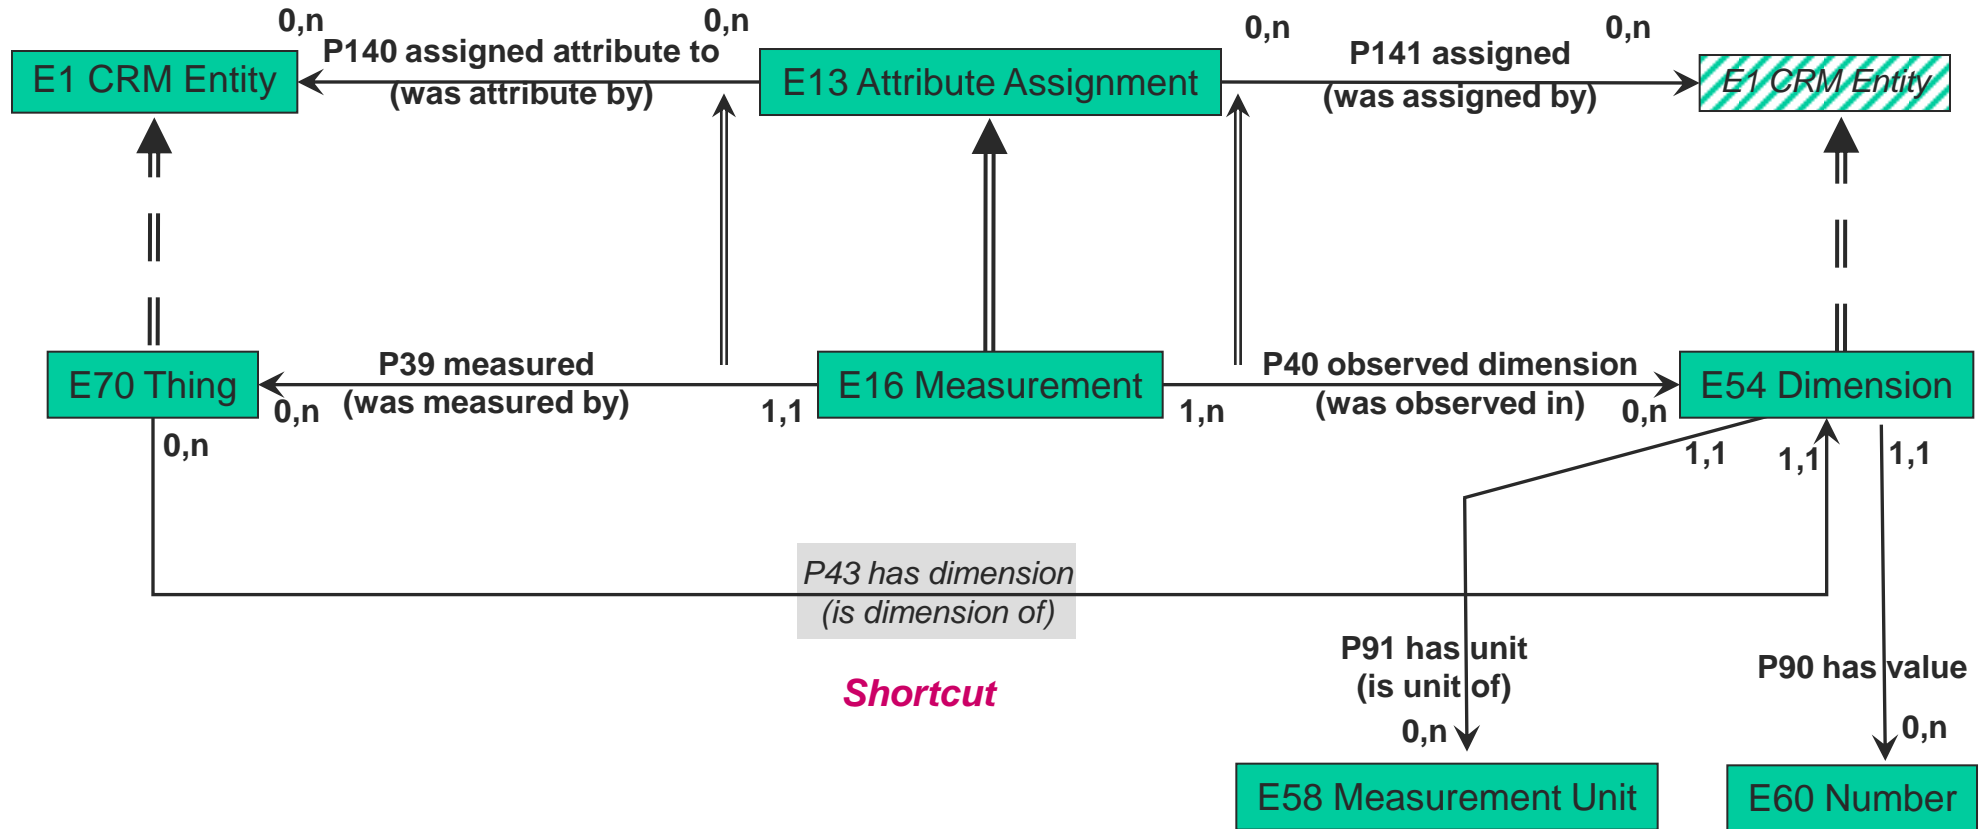 0,n
0,n
0,n
0,n
P140 assigned attribute to
(was attribute by)
P141 assigned
(was assigned by)
E1 CRM Entity
E13 Attribute Assignment
E1 CRM Entity
P39 measured
(was measured by)
P40 observed dimension
(was observed in)
E70 Thing
E16 Measurement
E54 Dimension
0,n
1,1
1,n
0,n
0,n
1,1
1,1
1,1
P43 has dimension
(is dimension of)
Shortcut
P91 has unit
(is unit of)
P90 has value
0,n
0,n
E58 Measurement Unit
E60 Number